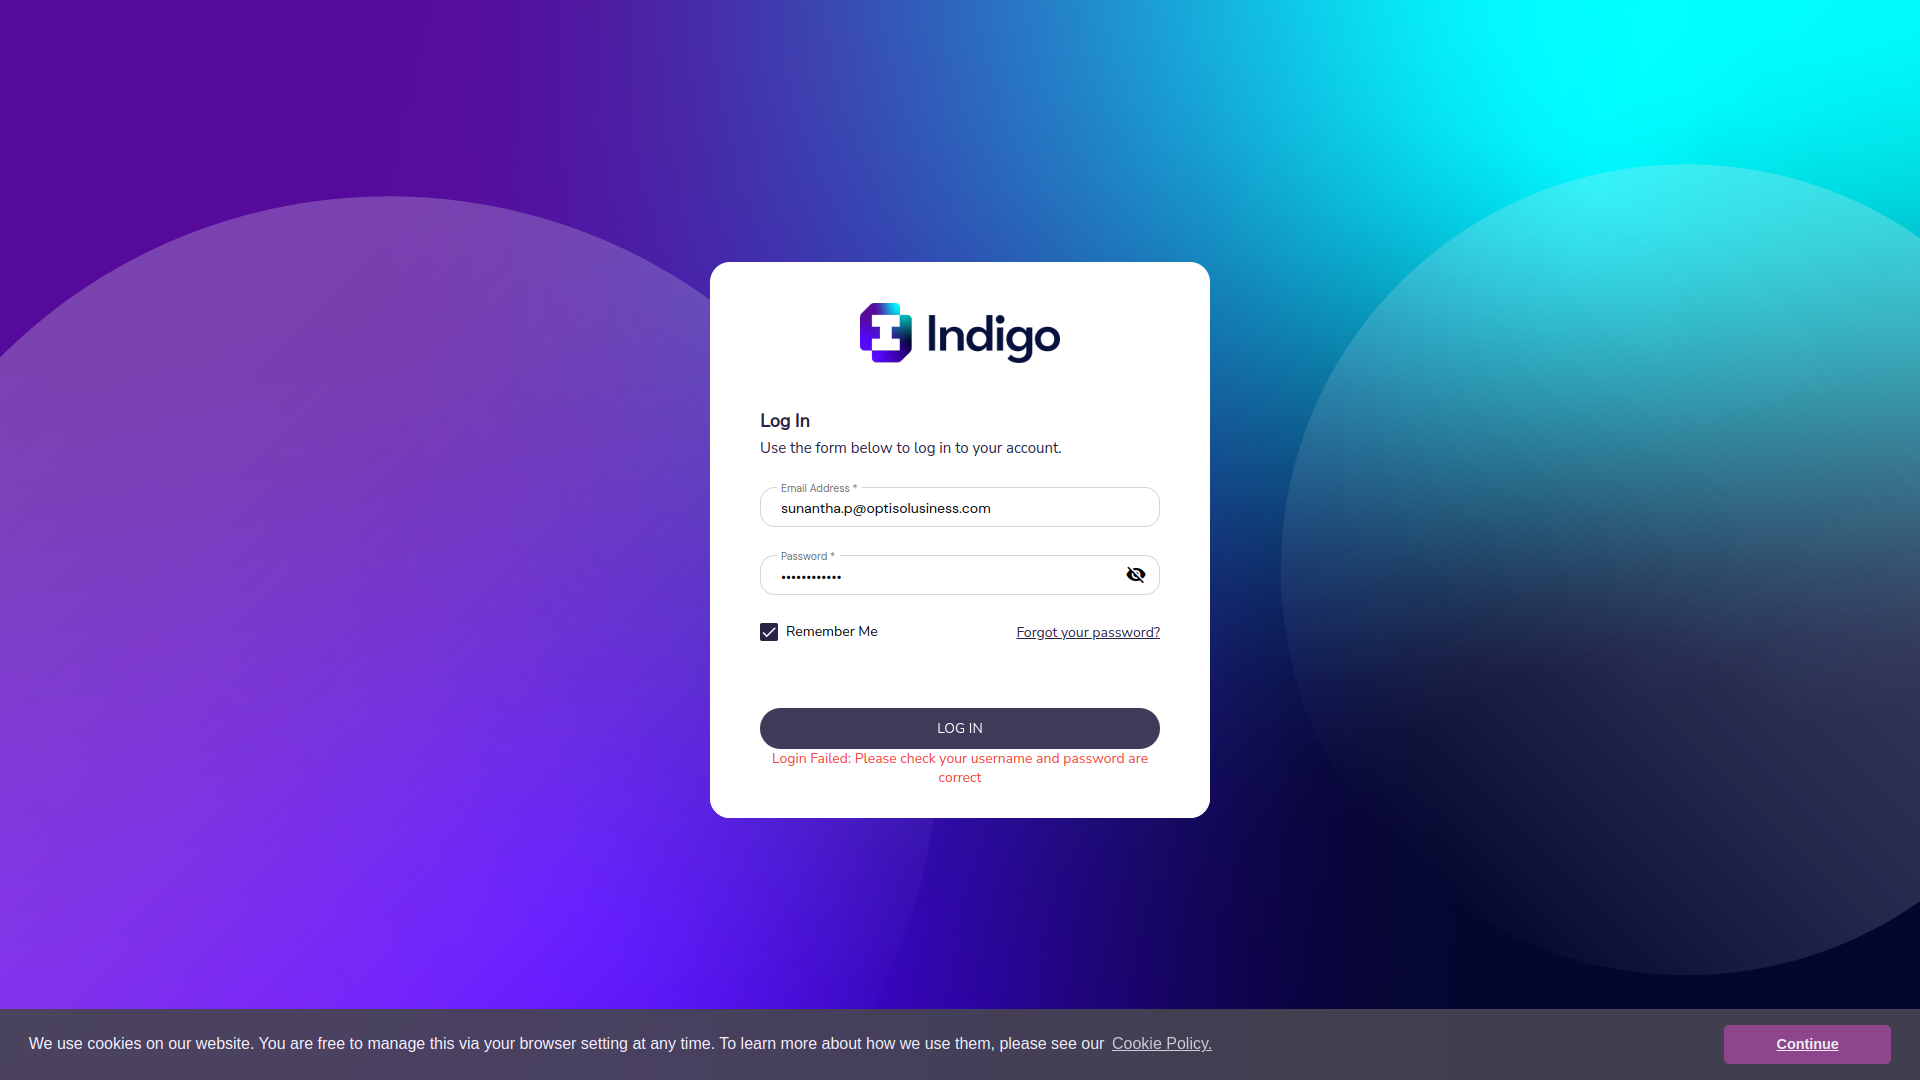 Indigo
Log In
Use the form below to log in to your account.
Email Address *
sunantha.p@optisolusiness.com
Password *
••••••••••••
Remember Me
Forgot your password?
LOG IN
Login Failed: Please check your username and password are
correct
We use cookies on our website. You are free to manage this via your browser setting at any time. To learn more about how we use them, please see our Cookie Policy.
Continue